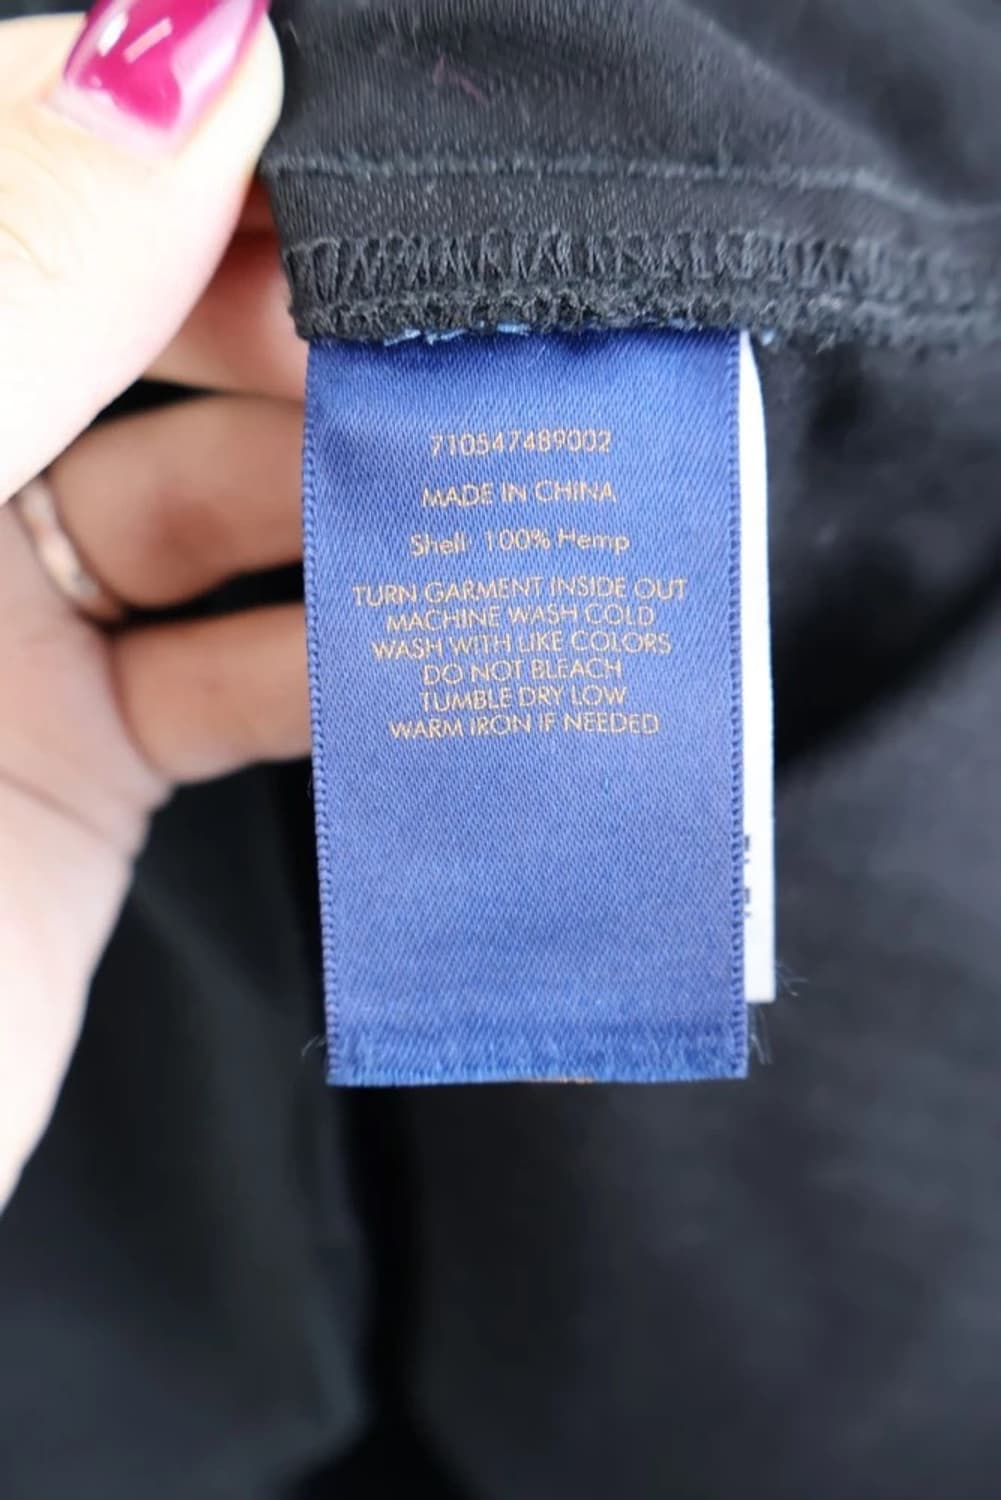 710547489002
MADE IN CHINA
Shell: 100% Hemp
TURN GARMENT INSIDE OUT
MACHINE WASH COLD
WASH WITH LIKE COLORS
DO NOT BLEACH
TUMBLE DRY LOW
WARM IRON IF NEEDED